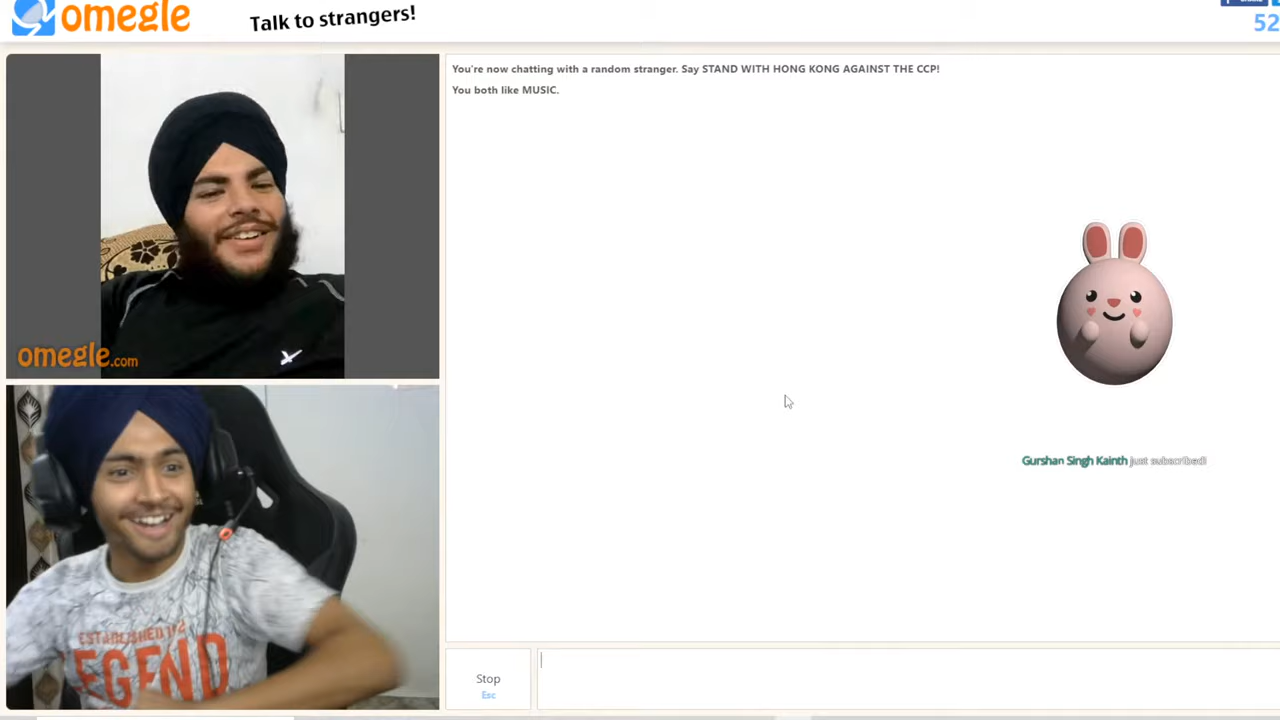 omegle
Talk to strangers!
52
You're now chatting with a random stranger. Say STAND WITH HONG KONG AGAINST THE CCP!
You both like MUSIC.
omegle.com
Gurshan Singh Kainth just subscribed!
EGEND
Stop
Esc